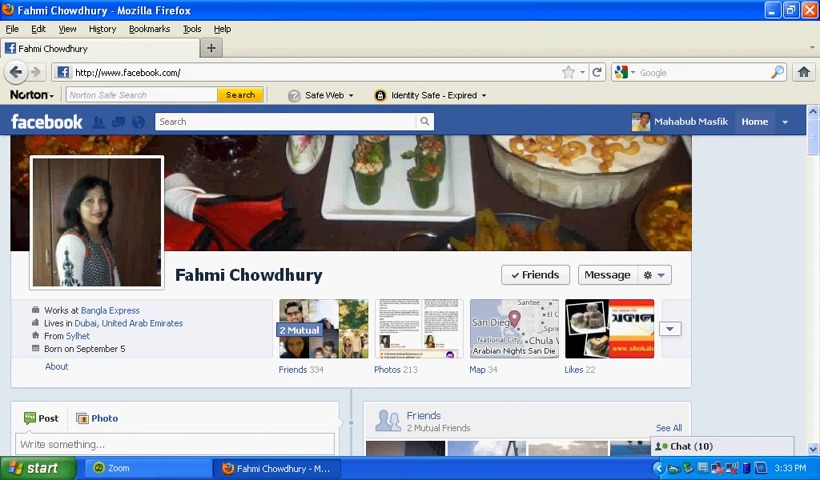 Fahmi Chowdhury - Mozilla Firefox
File Edit View History Bookmarks Tools Help
Fahmi Chowdhury
http://www.facebook.com/
Google
Norton
Norton Safe Search
Search
Safe Web
Identity Safe - Expired
facebook
Search
Mahabub Masfik
Home
Fahmi Chowdhury
Friends
Message
Works at Bangla Express
Lives in Dubai, United Arab Emirates
From Sylhet
Born on September 5
About
2 Mutual
Friends 334
Photos 213
San Diego
National City
Chula V
Santee
El C
Arabian Nights San Die
Map 34
www.shokal
Likes 22
Post
Photo
Write something...
Friends
2 Mutual Friends
See All
Chat (10)
start
Zoom
Fahmi Chowdhury - M...
3:33 PM